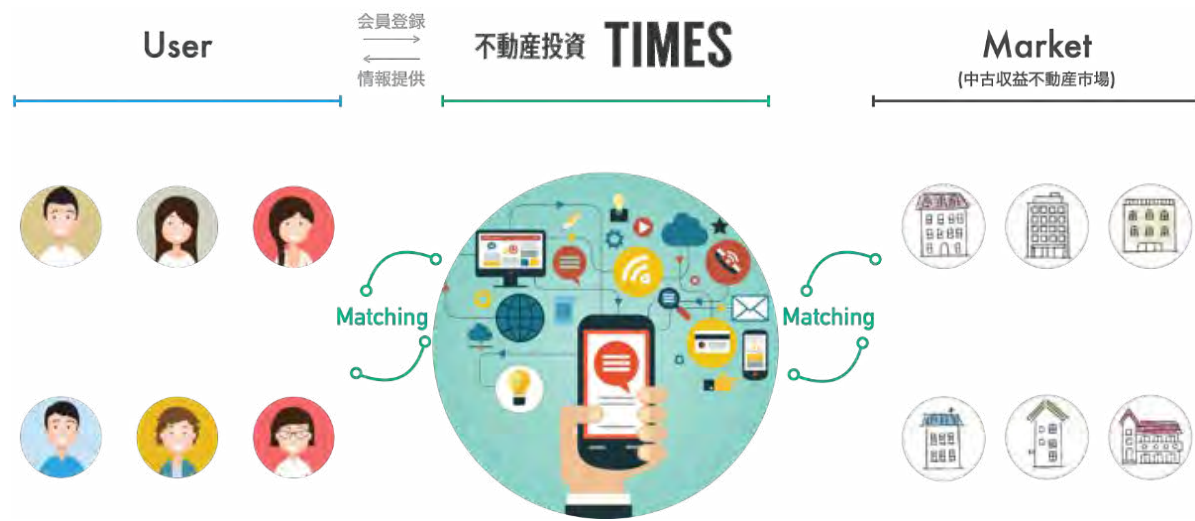 User
会員登録
情報提供
不動産投資 TIMES
Market
(中古収益不動産市場)
Matching
Matching